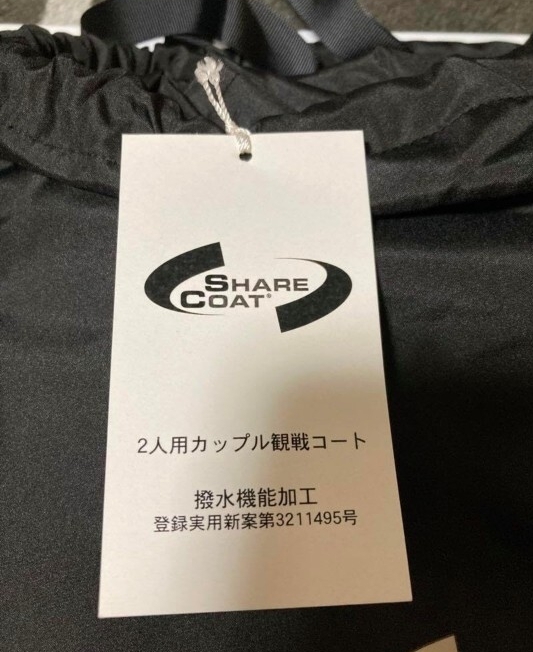 SHARE
COAT®
2人用カップル観戦コート
撥水機能加工
登録実用新案第3211495号